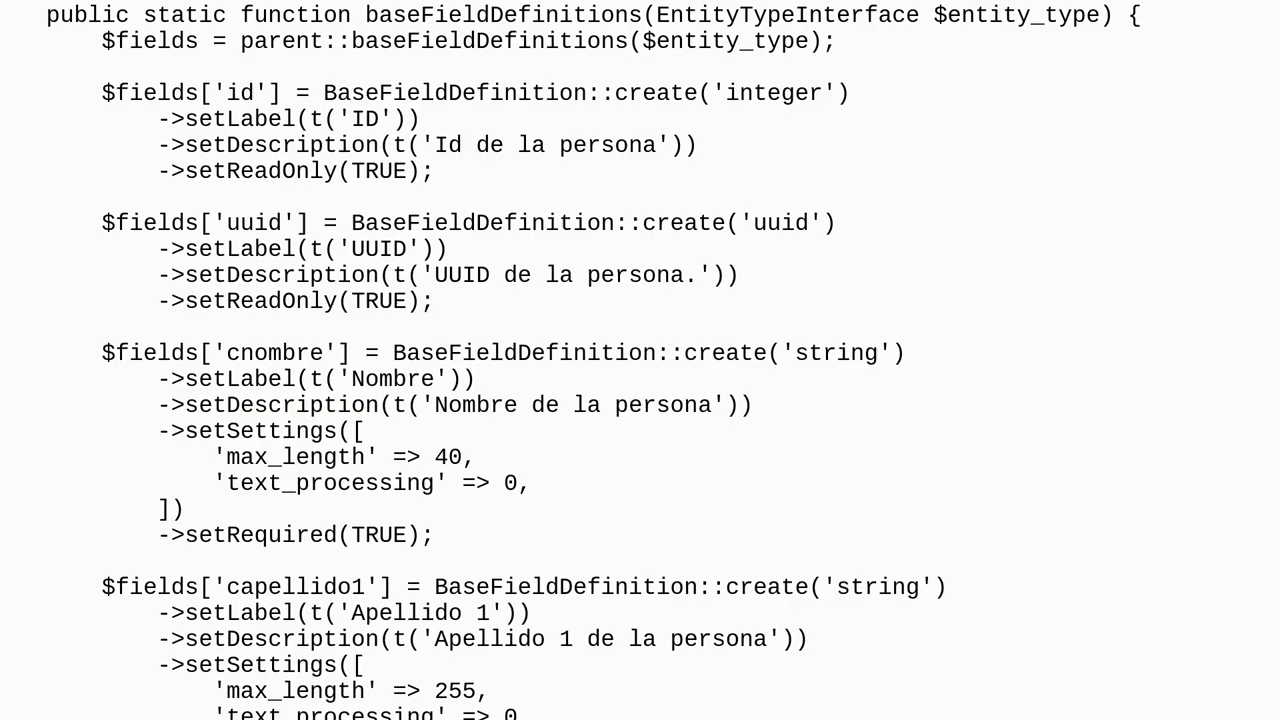 public static function baseFieldDefinitions(EntityTypeInterface $entity_type) {
$fields = parent::baseFieldDefinitions($entity_type);
$fields['id'] = BaseFieldDefinition::create('integer')
->setLabel(t('ID'))
->setDescription(t('Id de la persona'))
->setReadOnly(TRUE);
$fields['uuid'] = BaseFieldDefinition::create('uuid')
->setLabel(t('UUID'))
->setDescription(t('UUID de la persona.'))
->setReadOnly(TRUE);
$fields['cnombre'] = BaseFieldDefinition::create('string')
->setLabel(t('Nombre'))
->setDescription(t('Nombre de la persona'))
->setSettings([
'max_length' => 40,
'text_processing' => 0,
])
->setRequired(TRUE);
$fields['capellido1'] = BaseFieldDefinition::create('string')
->setLabel(t('Apellido 1'))
->setDescription(t('Apellido 1 de la persona'))
->setSettings([
'max_length' => 255,
'text_processing' => 0